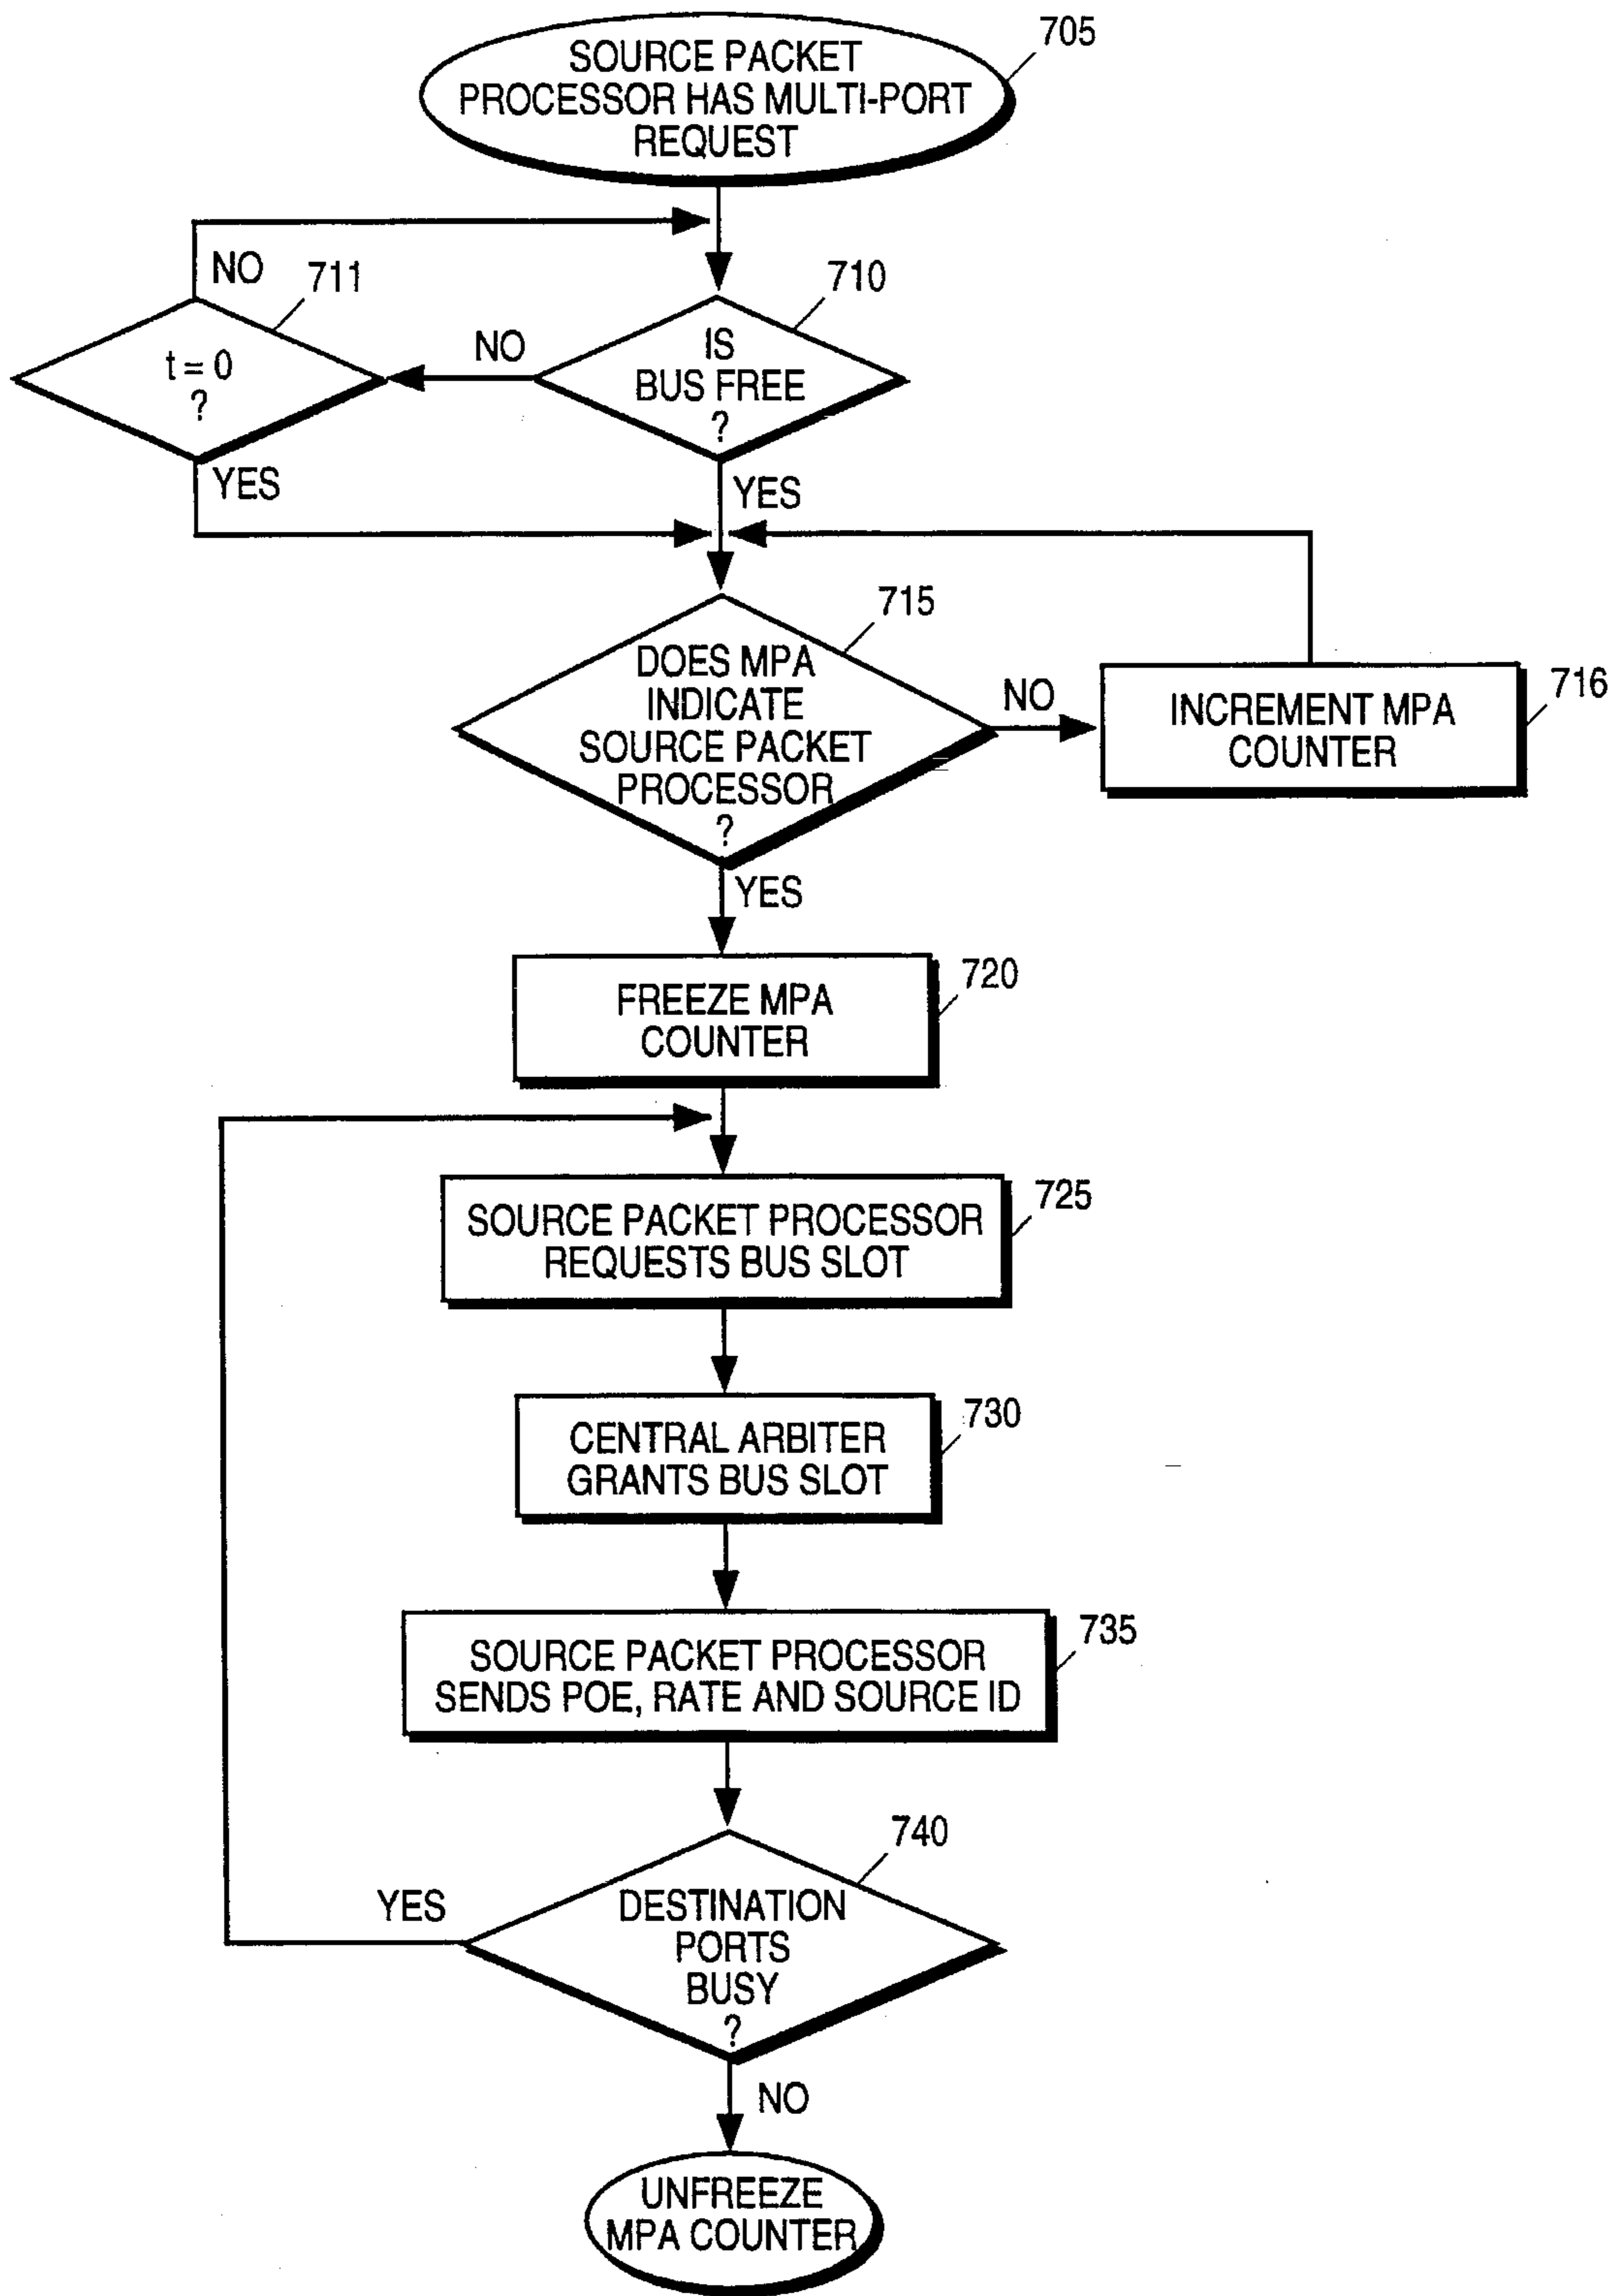 SOURCE PACKET
PROCESSOR HAS MULTI-PORT
REQUEST
705
NO
711
710
t = 0
?
NO
IS
BUS FREE
?
YES
YES
715
DOES MPA
INDICATE
SOURCE PACKET
PROCESSOR
?
NO
716
INCREMENT MPA
COUNTER
YES
720
FREEZE MPA
COUNTER
725
SOURCE PACKET PROCESSOR
REQUESTS BUS SLOT
730
CENTRAL ARBITER
GRANTS BUS SLOT
735
SOURCE PACKET PROCESSOR
SENDS POE, RATE AND SOURCE ID
740
YES
DESTINATION
PORTS
BUSY
?
NO
UNFREEZE
MPA COUNTER